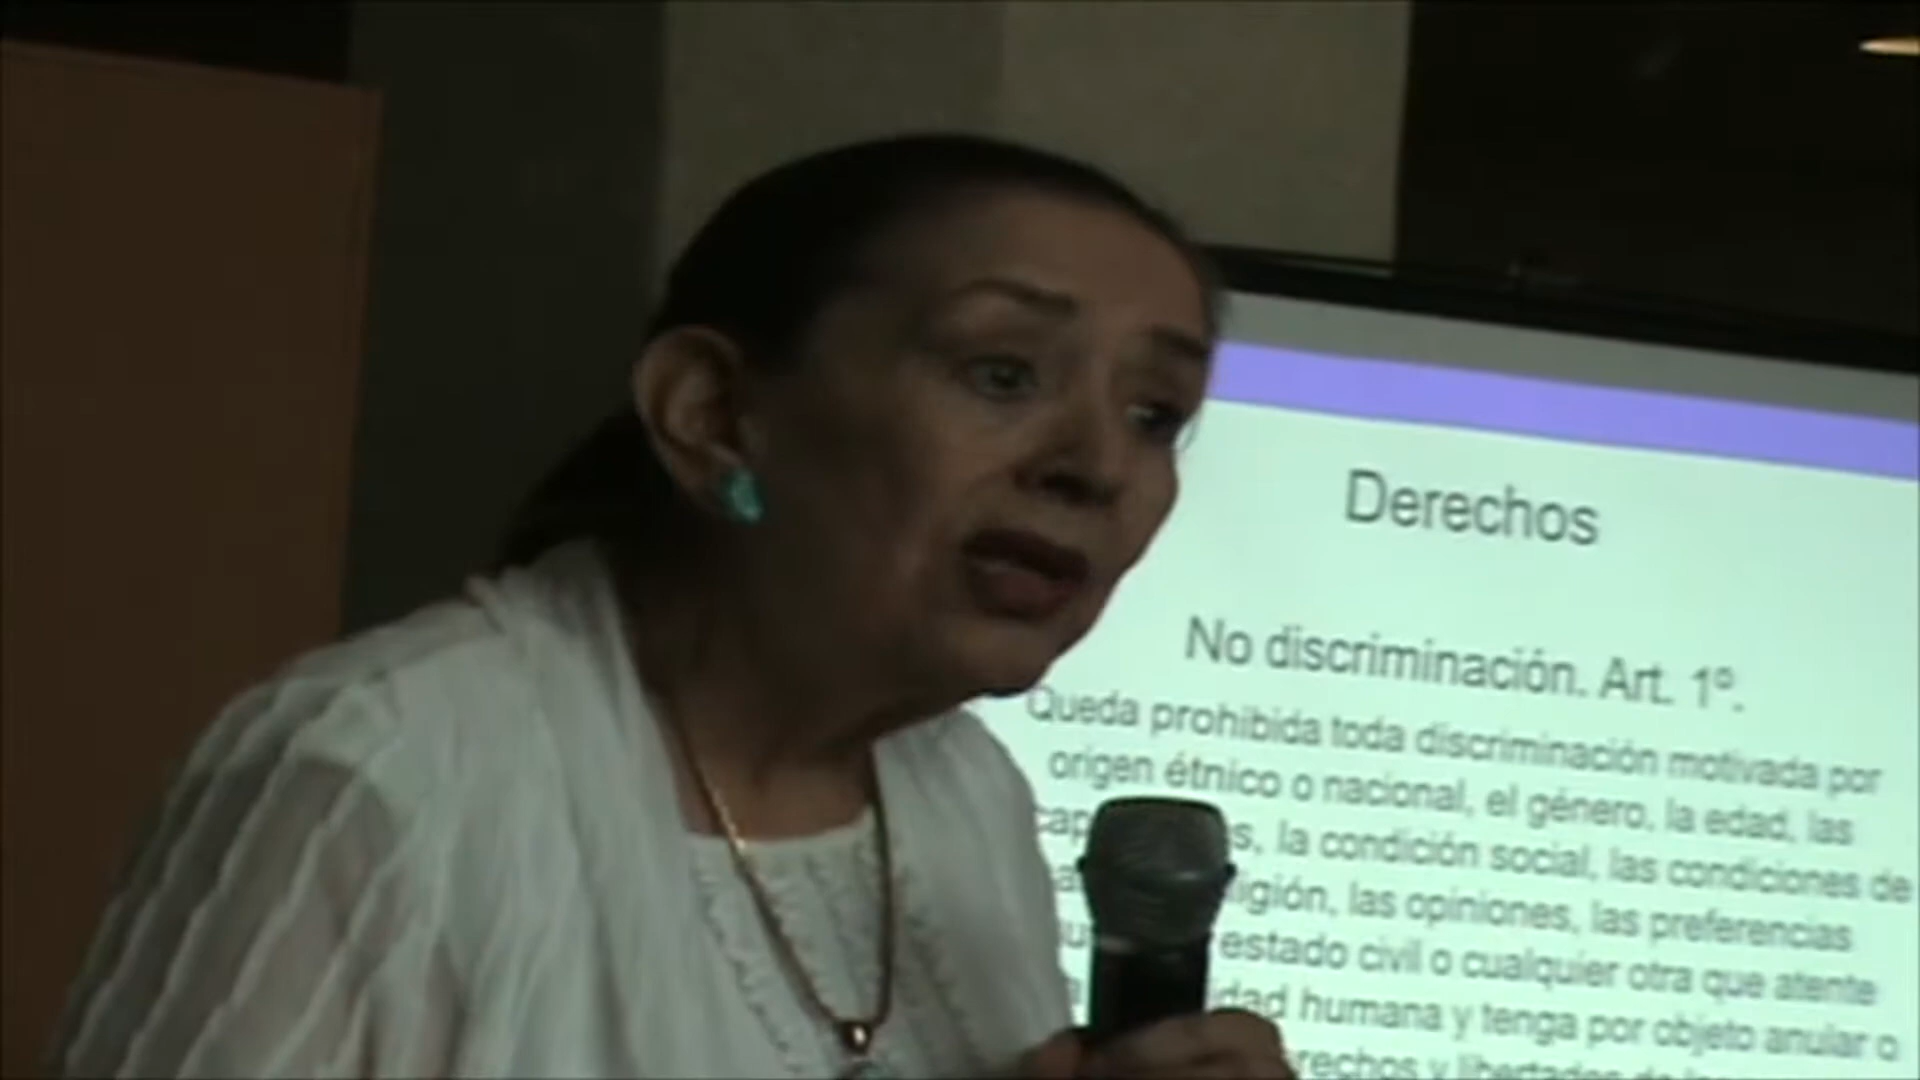 Derechos
No discriminación. Art. 1º.
Queda prohibida toda discriminación motivada por
origen étnico o nacional, el género, la edad, las
la condición social, las condiciones de
las opiniones, las preferencias
estado civil o cualquier otra que atente
humana y tenga por objeto anular o
y libertades de